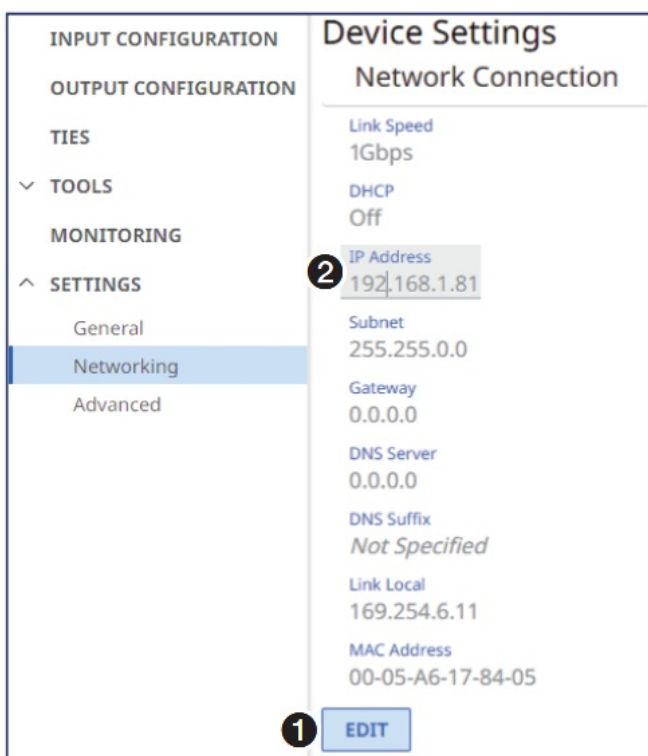 INPUT CONFIGURATION
OUTPUT CONFIGURATION
TIES
TOOLS
MONITORING
SETTINGS
General
Networking
Advanced
Device Settings
Network Connection
Link Speed
1Gbps
DHCP
Off
2
IP Address
192.168.1.81
Subnet
255.255.0.0
Gateway
0.0.0.0
DNS Server
0.0.0.0
DNS Suffix
Not Specified
Link Local
169.254.6.11
MAC Address
00-05-A6-17-84-05
1 EDIT